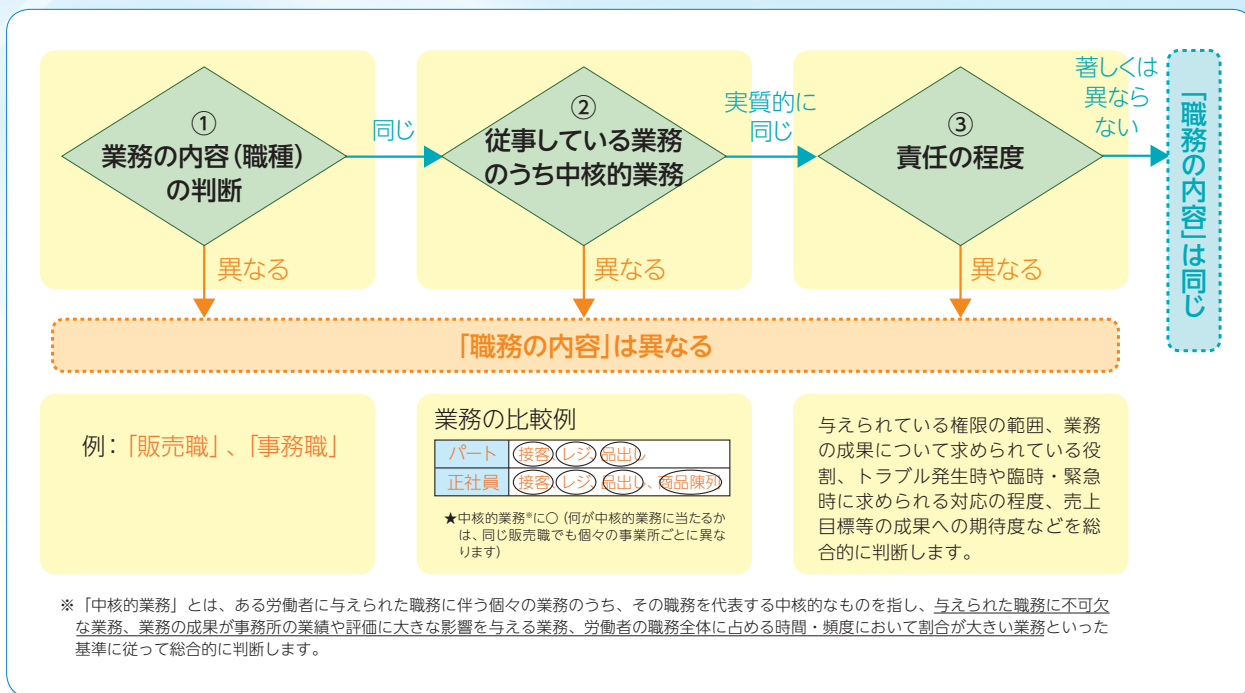 ①
業務の内容（職種）
の判断
同じ
②
従事している業務
のうち中核的業務
実質的に
同じ
③
責任の程度
著しくは
異なら
ない
「職務の内容」は同じ
異なる
異なる
異なる
「職務の内容」は異なる
例：「販売職」、「事務職」
業務の比較例
パート 接客、レジ、品出し
正社員 接客、レジ、品出し、商品陳列
★中核的業務※に〇（何が中核的業務に当たるか
は、同じ販売職でも個々の事業所ごとに異な
ります）
与えられている権限の範囲、業務
の成果について求められている役
割、トラブル発生時や臨時・緊急
時に求められる対応の程度、売上
目標等の成果への期待度などを総
合的に判断します。
※「中核的業務」とは、ある労働者に与えられた職務に伴う個々の業務のうち、その職務を代表する中核的なものを指し、与えられた職務に不可欠
な業務、業務の成果が事務所の業績や評価に大きな影響を与える業務、労働者の職務全体に占める時間・頻度において割合が大きい業務といった
基準に従って総合的に判断します。